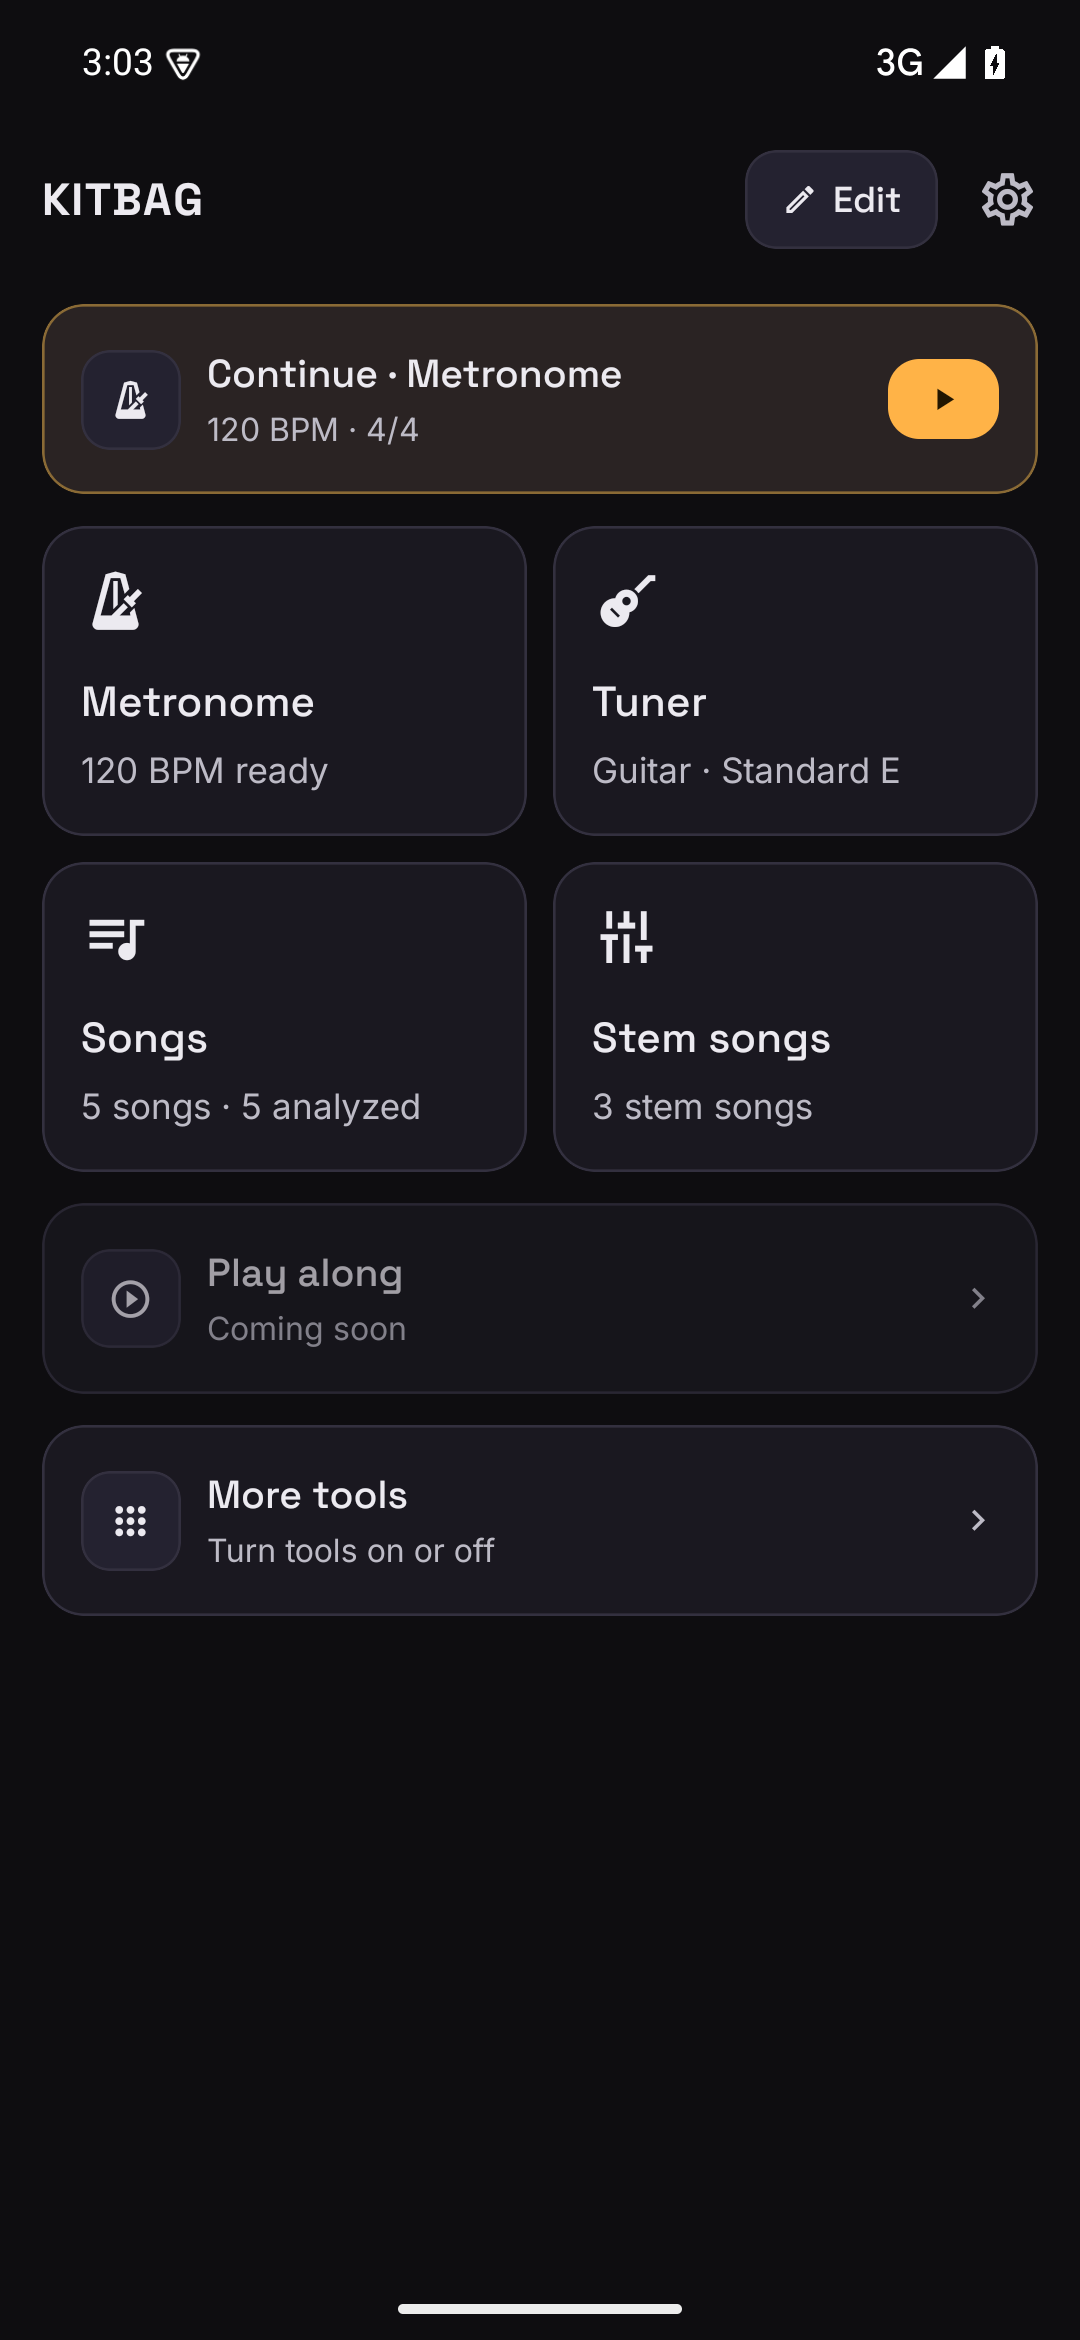 3:03
3G
KITBAG
Edit
Continue · Metronome
120 BPM · 4/4
Metronome
120 BPM ready
Tuner
Guitar · Standard E
Songs
5 songs · 5 analyzed
Stem songs
3 stem songs
Play along
Coming soon
More tools
Turn tools on or off